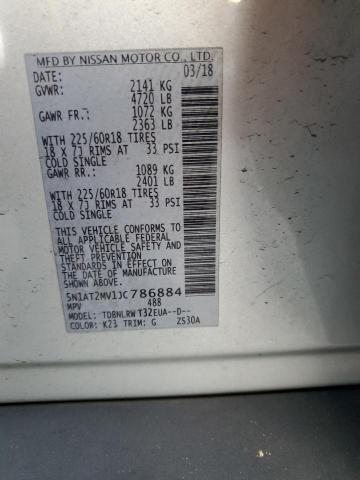 MFD BY NISSAN MOTOR CO., LTD.
DATE: 03/18
GVWR: 2141 KG
4720 LB
GAWR FR.: 1072 KG
2363 LB
WITH 225/60R18 TIRES
18 X 7J RIMS AT 33 PSI
COLD SINGLE
GAWR RR.: 1089 KG
2401 LB
WITH 225/60R18 TIRES
18 X 7J RIMS AT 33 PSI
COLD SINGLE
THIS VEHICLE CONFORMS TO
ALL APPLICABLE FEDERAL
MOTOR VEHICLE SAFETY AND
THEFT PREVENTION
STANDARDS IN EFFECT ON
THE DATE OF MANUFACTURE
SHOWN ABOVE.
5N1AT2MV1JC786884
MPV 488
MODEL: TDBNLRWT32EUA--D--
COLOR: K23 TRIM: G ZS30A